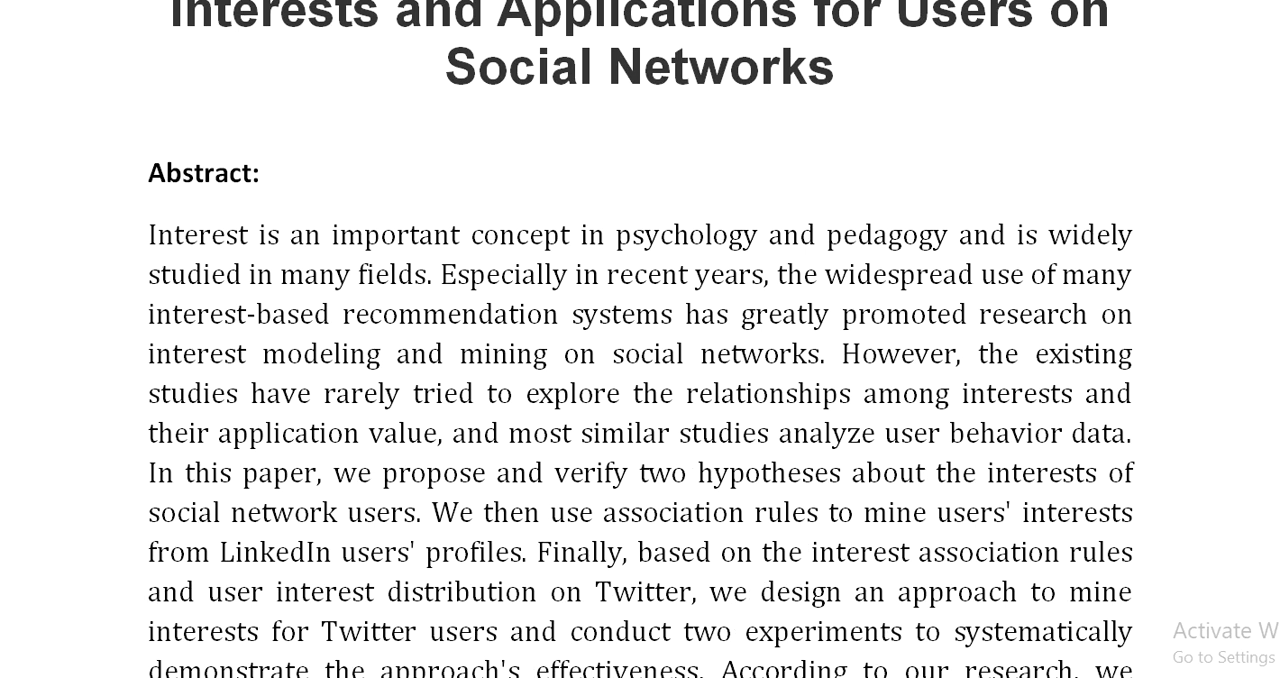 Interests and Applications for Users on
Social Networks
Abstract:
Interest is an important concept in psychology and pedagogy and is widely
studied in many fields. Especially in recent years, the widespread use of many
interest-based recommendation systems has greatly promoted research on
interest modeling and mining on social networks. However, the existing
studies have rarely tried to explore the relationships among interests and
their application value, and most similar studies analyze user behavior data.
In this paper, we propose and verify two hypotheses about the interests of
social network users. We then use association rules to mine users' interests
from LinkedIn users' profiles. Finally, based on the interest association rules
and user interest distribution on Twitter, we design an approach to mine
interests for Twitter users and conduct two experiments to systematically
demonstrate the approach's effectiveness. According to our research, we
Activate W
Go to Settings